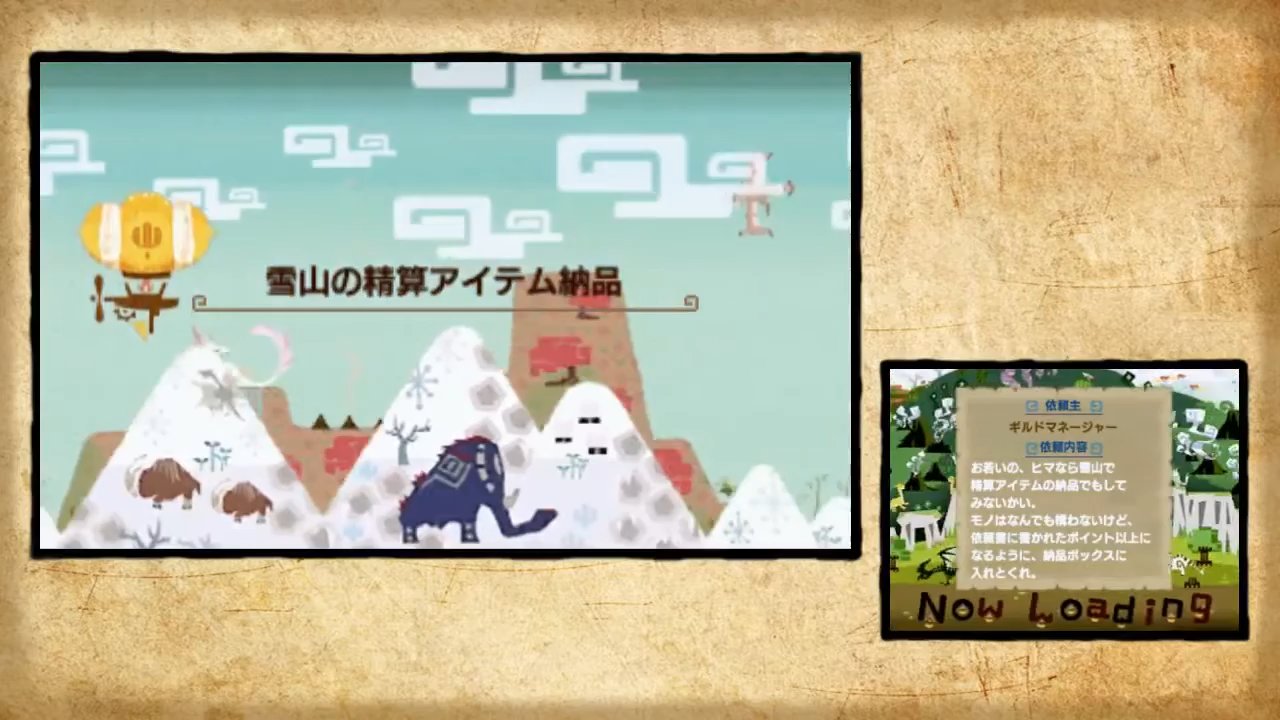 雪山の精算アイテム納品
依頼主
ギルドマネージャー
依頼内容
お若いの、ヒマなら雪山で
精算アイテムの納品でもして
みないかい。
モノはなんでも構わないけど、
依頼書に書かれたポイント以上に
なるように、納品ボックスに
入れとくれ。
Now Loading